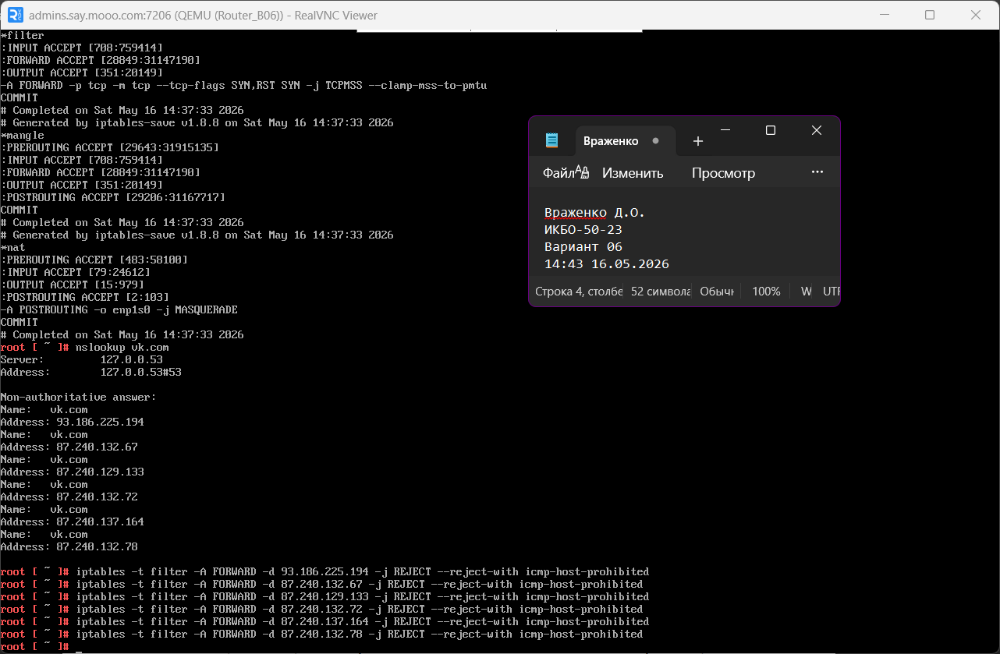 admins.say.mooo.com:7206 (QEMU (Router_B06)) - RealVNC Viewer
*filter
:INPUT ACCEPT [708:759414]
:FORWARD ACCEPT [28849:31147190]
:OUTPUT ACCEPT [351:20149]
-A FORWARD -p tcp -m tcp --tcp-flags SYN,RST SYN -j TCPMSS --clamp-mss-to-pmtu
COMMIT
# Completed on Sat May 16 14:37:33 2026
# Generated by iptables-save v1.8.8 on Sat May 16 14:37:33 2026
*mangle
:PREROUTING ACCEPT [29643:31915135]
:INPUT ACCEPT [708:759414]
:FORWARD ACCEPT [28849:31147190]
:OUTPUT ACCEPT [351:20149]
:POSTROUTING ACCEPT [29206:31167717]
COMMIT
# Completed on Sat May 16 14:37:33 2026
# Generated by iptables-save v1.8.8 on Sat May 16 14:37:33 2026
*nat
:PREROUTING ACCEPT [483:58100]
:INPUT ACCEPT [79:24612]
:OUTPUT ACCEPT [15:979]
:POSTROUTING ACCEPT [2:103]
-A POSTROUTING -o enp1s0 -j MASQUERADE
COMMIT
# Completed on Sat May 16 14:37:33 2026
root [ ~ ]# nslookup vk.com
Server: 127.0.0.53
Address: 127.0.0.53#53
Non-authoritative answer:
Name: vk.com
Address: 93.186.225.194
Name: vk.com
Address: 87.240.132.67
Name: vk.com
Address: 87.240.129.133
Name: vk.com
Address: 87.240.132.72
Name: vk.com
Address: 87.240.137.164
Name: vk.com
Address: 87.240.132.78
root [ ~ ]# iptables -t filter -A FORWARD -d 93.186.225.194 -j REJECT --reject-with icmp-host-prohibited
root [ ~ ]# iptables -t filter -A FORWARD -d 87.240.132.67 -j REJECT --reject-with icmp-host-prohibited
root [ ~ ]# iptables -t filter -A FORWARD -d 87.240.129.133 -j REJECT --reject-with icmp-host-prohibited
root [ ~ ]# iptables -t filter -A FORWARD -d 87.240.132.72 -j REJECT --reject-with icmp-host-prohibited
root [ ~ ]# iptables -t filter -A FORWARD -d 87.240.137.164 -j REJECT --reject-with icmp-host-prohibited
root [ ~ ]# iptables -t filter -A FORWARD -d 87.240.132.78 -j REJECT --reject-with icmp-host-prohibited
root [ ~ ]#
Враженко
Файл Изменить Просмотр
Враженко Д.О.
ИКБО-50-23
Вариант 06
14:43 16.05.2026
Строка 4, столбе 52 символа Обычн 100% W UTF